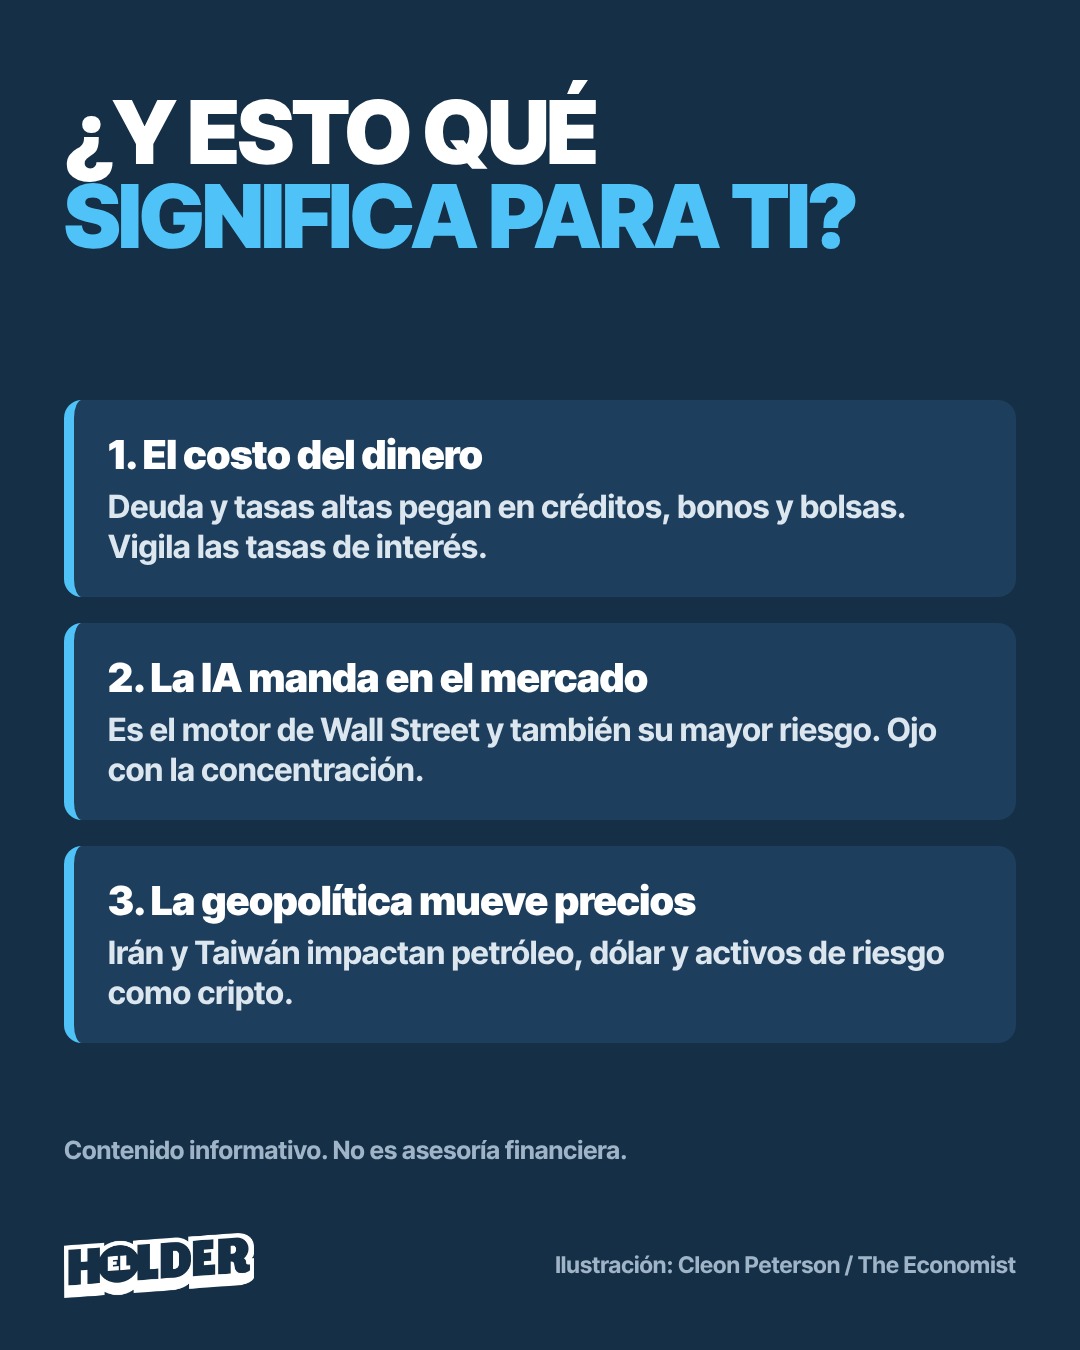 ¿Y ESTO QUÉ
SIGNIFICA PARA TI?
1. El costo del dinero
Deuda y tasas altas pegan en créditos, bonos y bolsas.
Vigila las tasas de interés.
2. La IA manda en el mercado
Es el motor de Wall Street y también su mayor riesgo. Ojo
con la concentración.
3. La geopolítica mueve precios
Irán y Taiwán impactan petróleo, dólar y activos de riesgo
como cripto.
Contenido informativo. No es asesoría financiera.
EL HOLDER
Ilustración: Cleon Peterson / The Economist